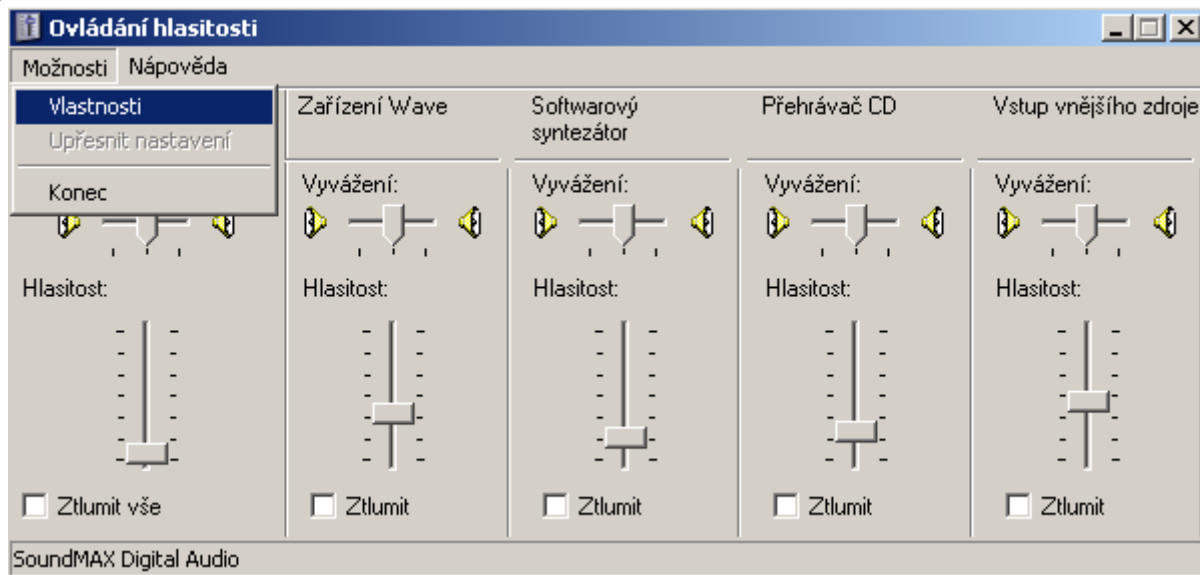 Ovládání hlasitosti
Možnosti Nápověda
Vlastnosti
Upřesnit nastavení
Konec
Hlasitost:
Ztlumit vše
Zařízení Wave
Vyvážení:
Hlasitost:
Ztlumit
Softwarový
syntezátor
Vyvážení:
Hlasitost:
Ztlumit
Přehrávač CD
Vyvážení:
Hlasitost:
Ztlumit
Vstup vnějšího zdroje
Vyvážení:
Hlasitost:
Ztlumit
SoundMAX Digital Audio